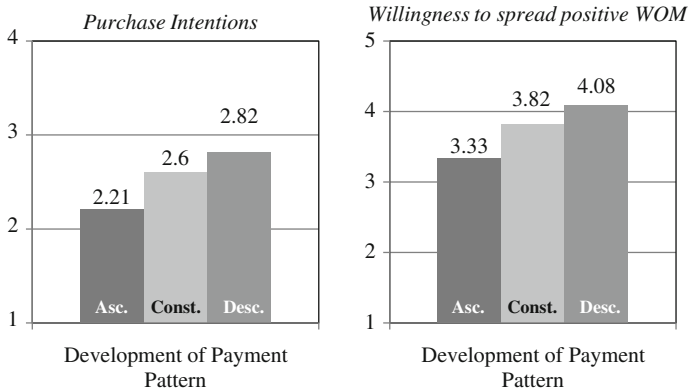 Purchase Intentions
4
3
2
1
2.21
2.6
2.82
Asc.
Const.
Desc.
Development of Payment
Pattern
Willingness to spread positive WOM
5
4
3
2
1
3.33
3.82
4.08
Asc.
Const.
Desc.
Development of Payment
Pattern